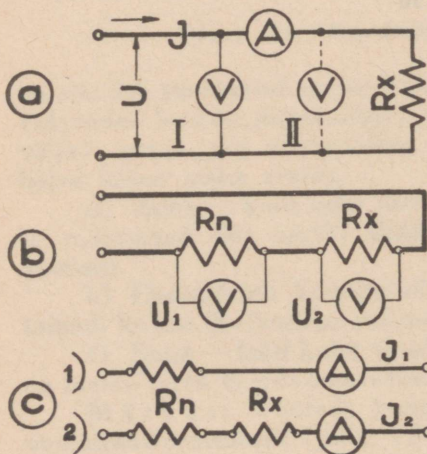 J A
a U V V Rx
I II
Rn Rx
b V V
U₁ U₂
1) A J₁
c Rn Rx
2) A J₂